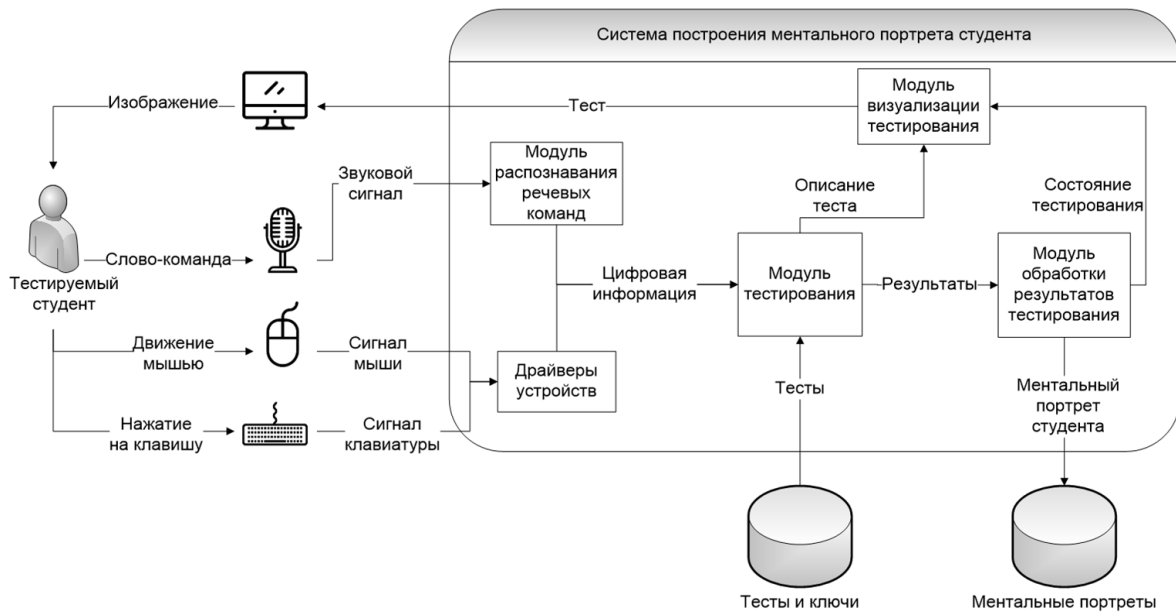 Система построения ментального портрета студента
Изображение
Тест
Модуль
визуализации
тестирования
Модуль
распознавания
речевых
команд
Звуковой
сигнал
Описание
теста
Состояние
тестирования
Слово-команда
Тестируемый
студент
Цифровая
информация
Модуль
тестирования
Результаты
Модуль
обработки
результатов
тестирования
Движение
мышью
Сигнал
мыши
Драйверы
устройств
Тесты
Ментальный
портрет
студента
Нажатие
на клавишу
Сигнал
клавиатуры
Тесты и ключи
Ментальные портреты